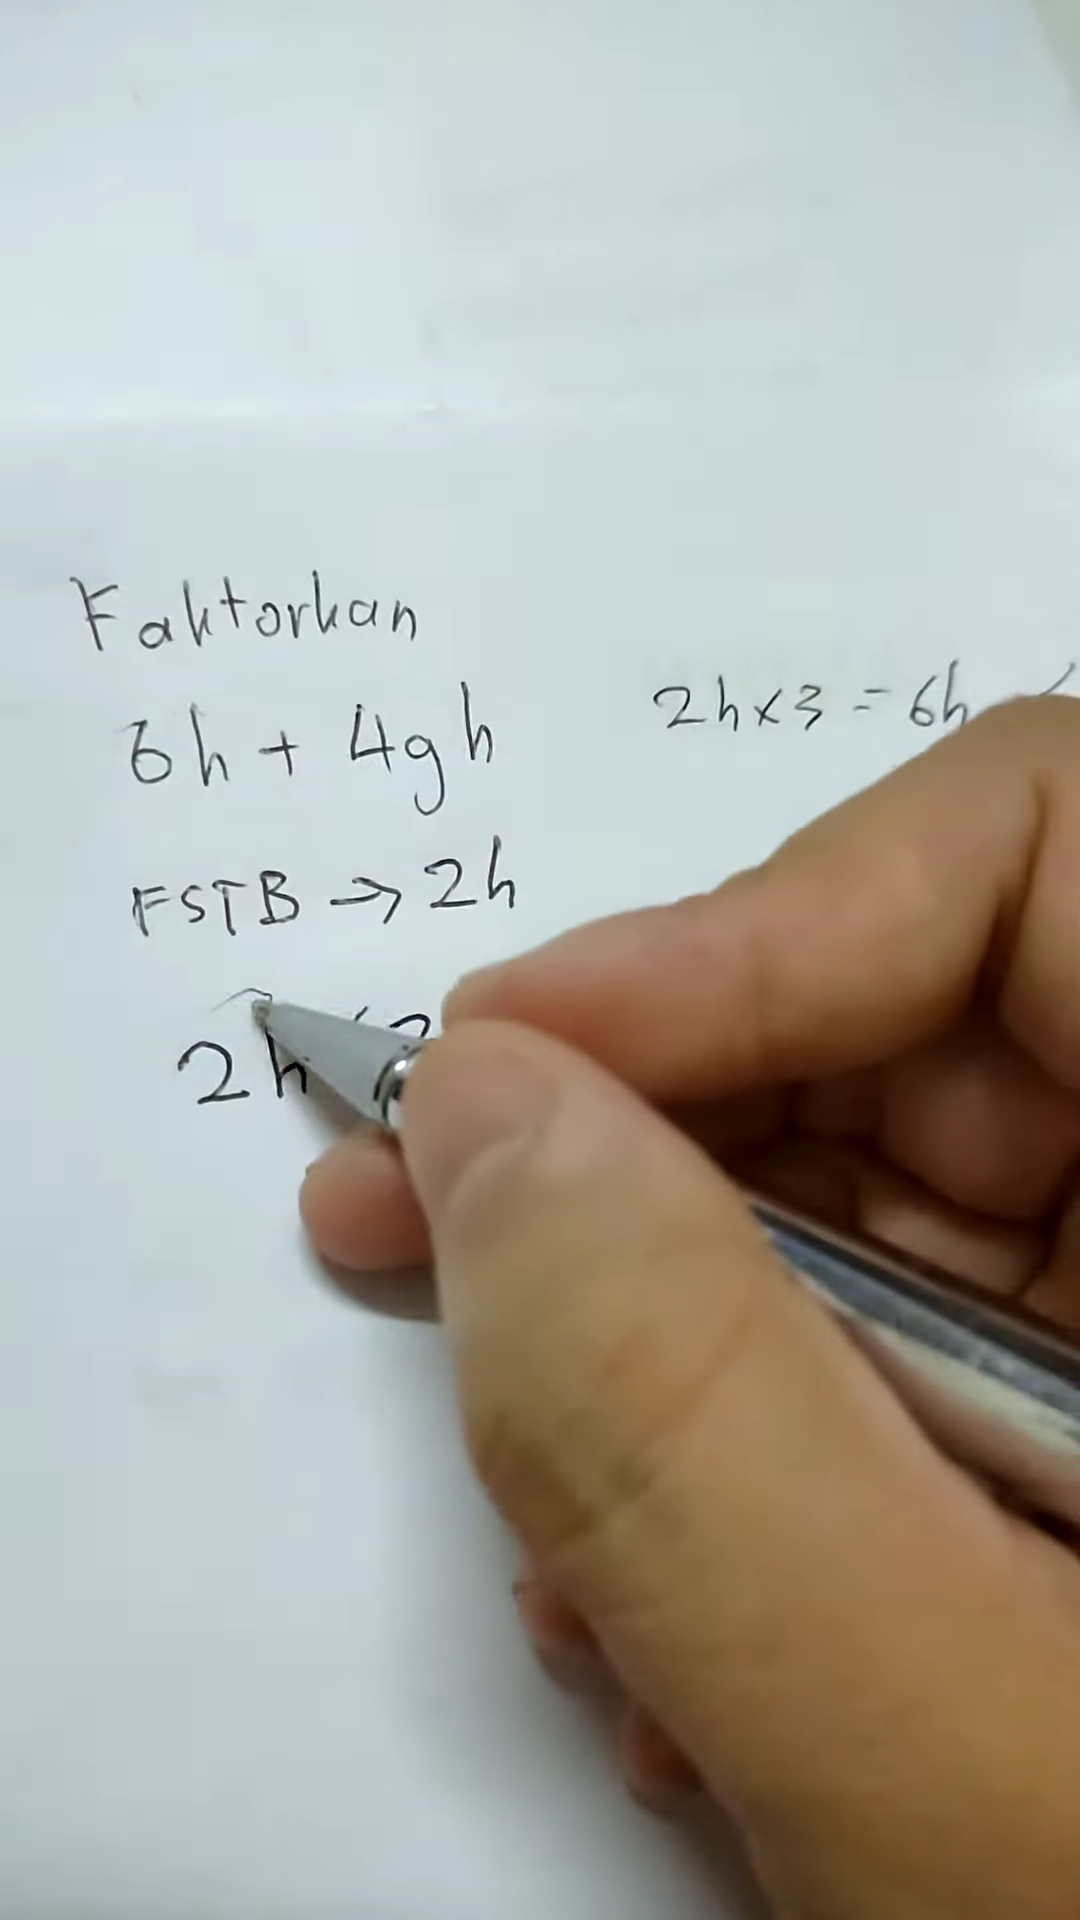 Faktorkan
6h + 4gh
2h×3 = 6h
FSTB → 2h
2h (